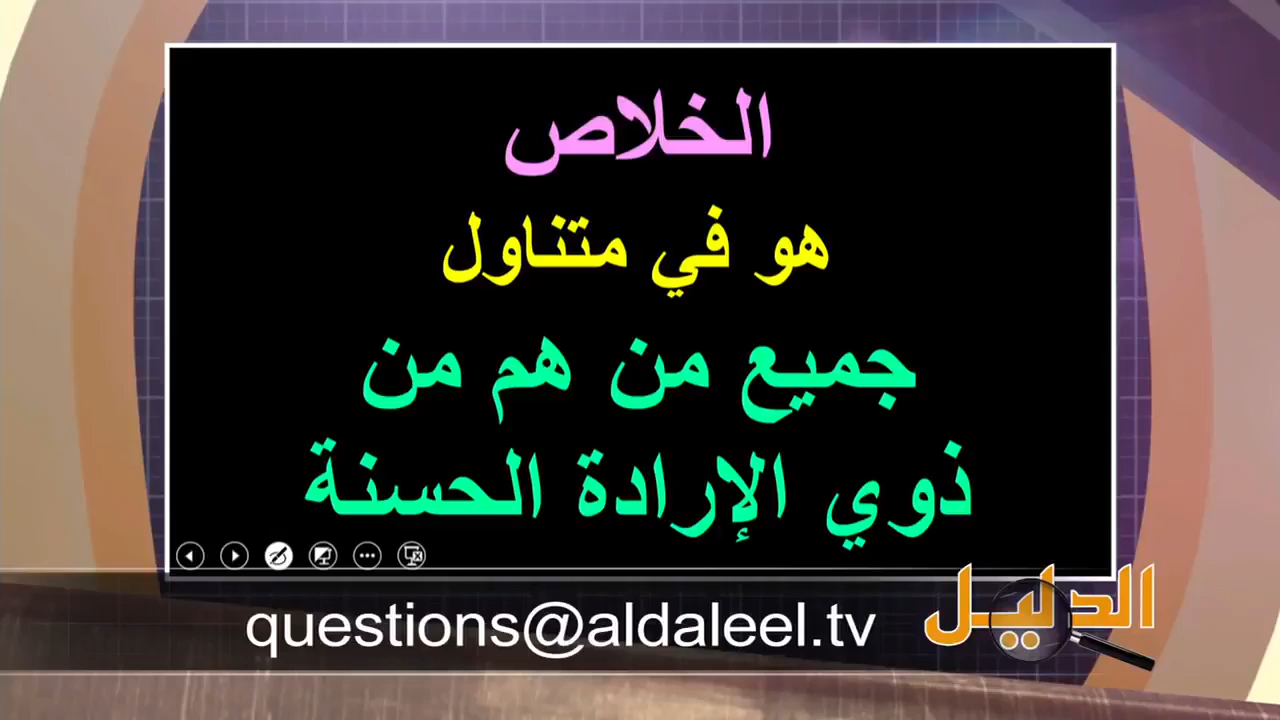 الخلاص
هو في متناول
جميع من هم من
ذوي الإرادة الحسنة
questions@aldaleel.tv
الدليل